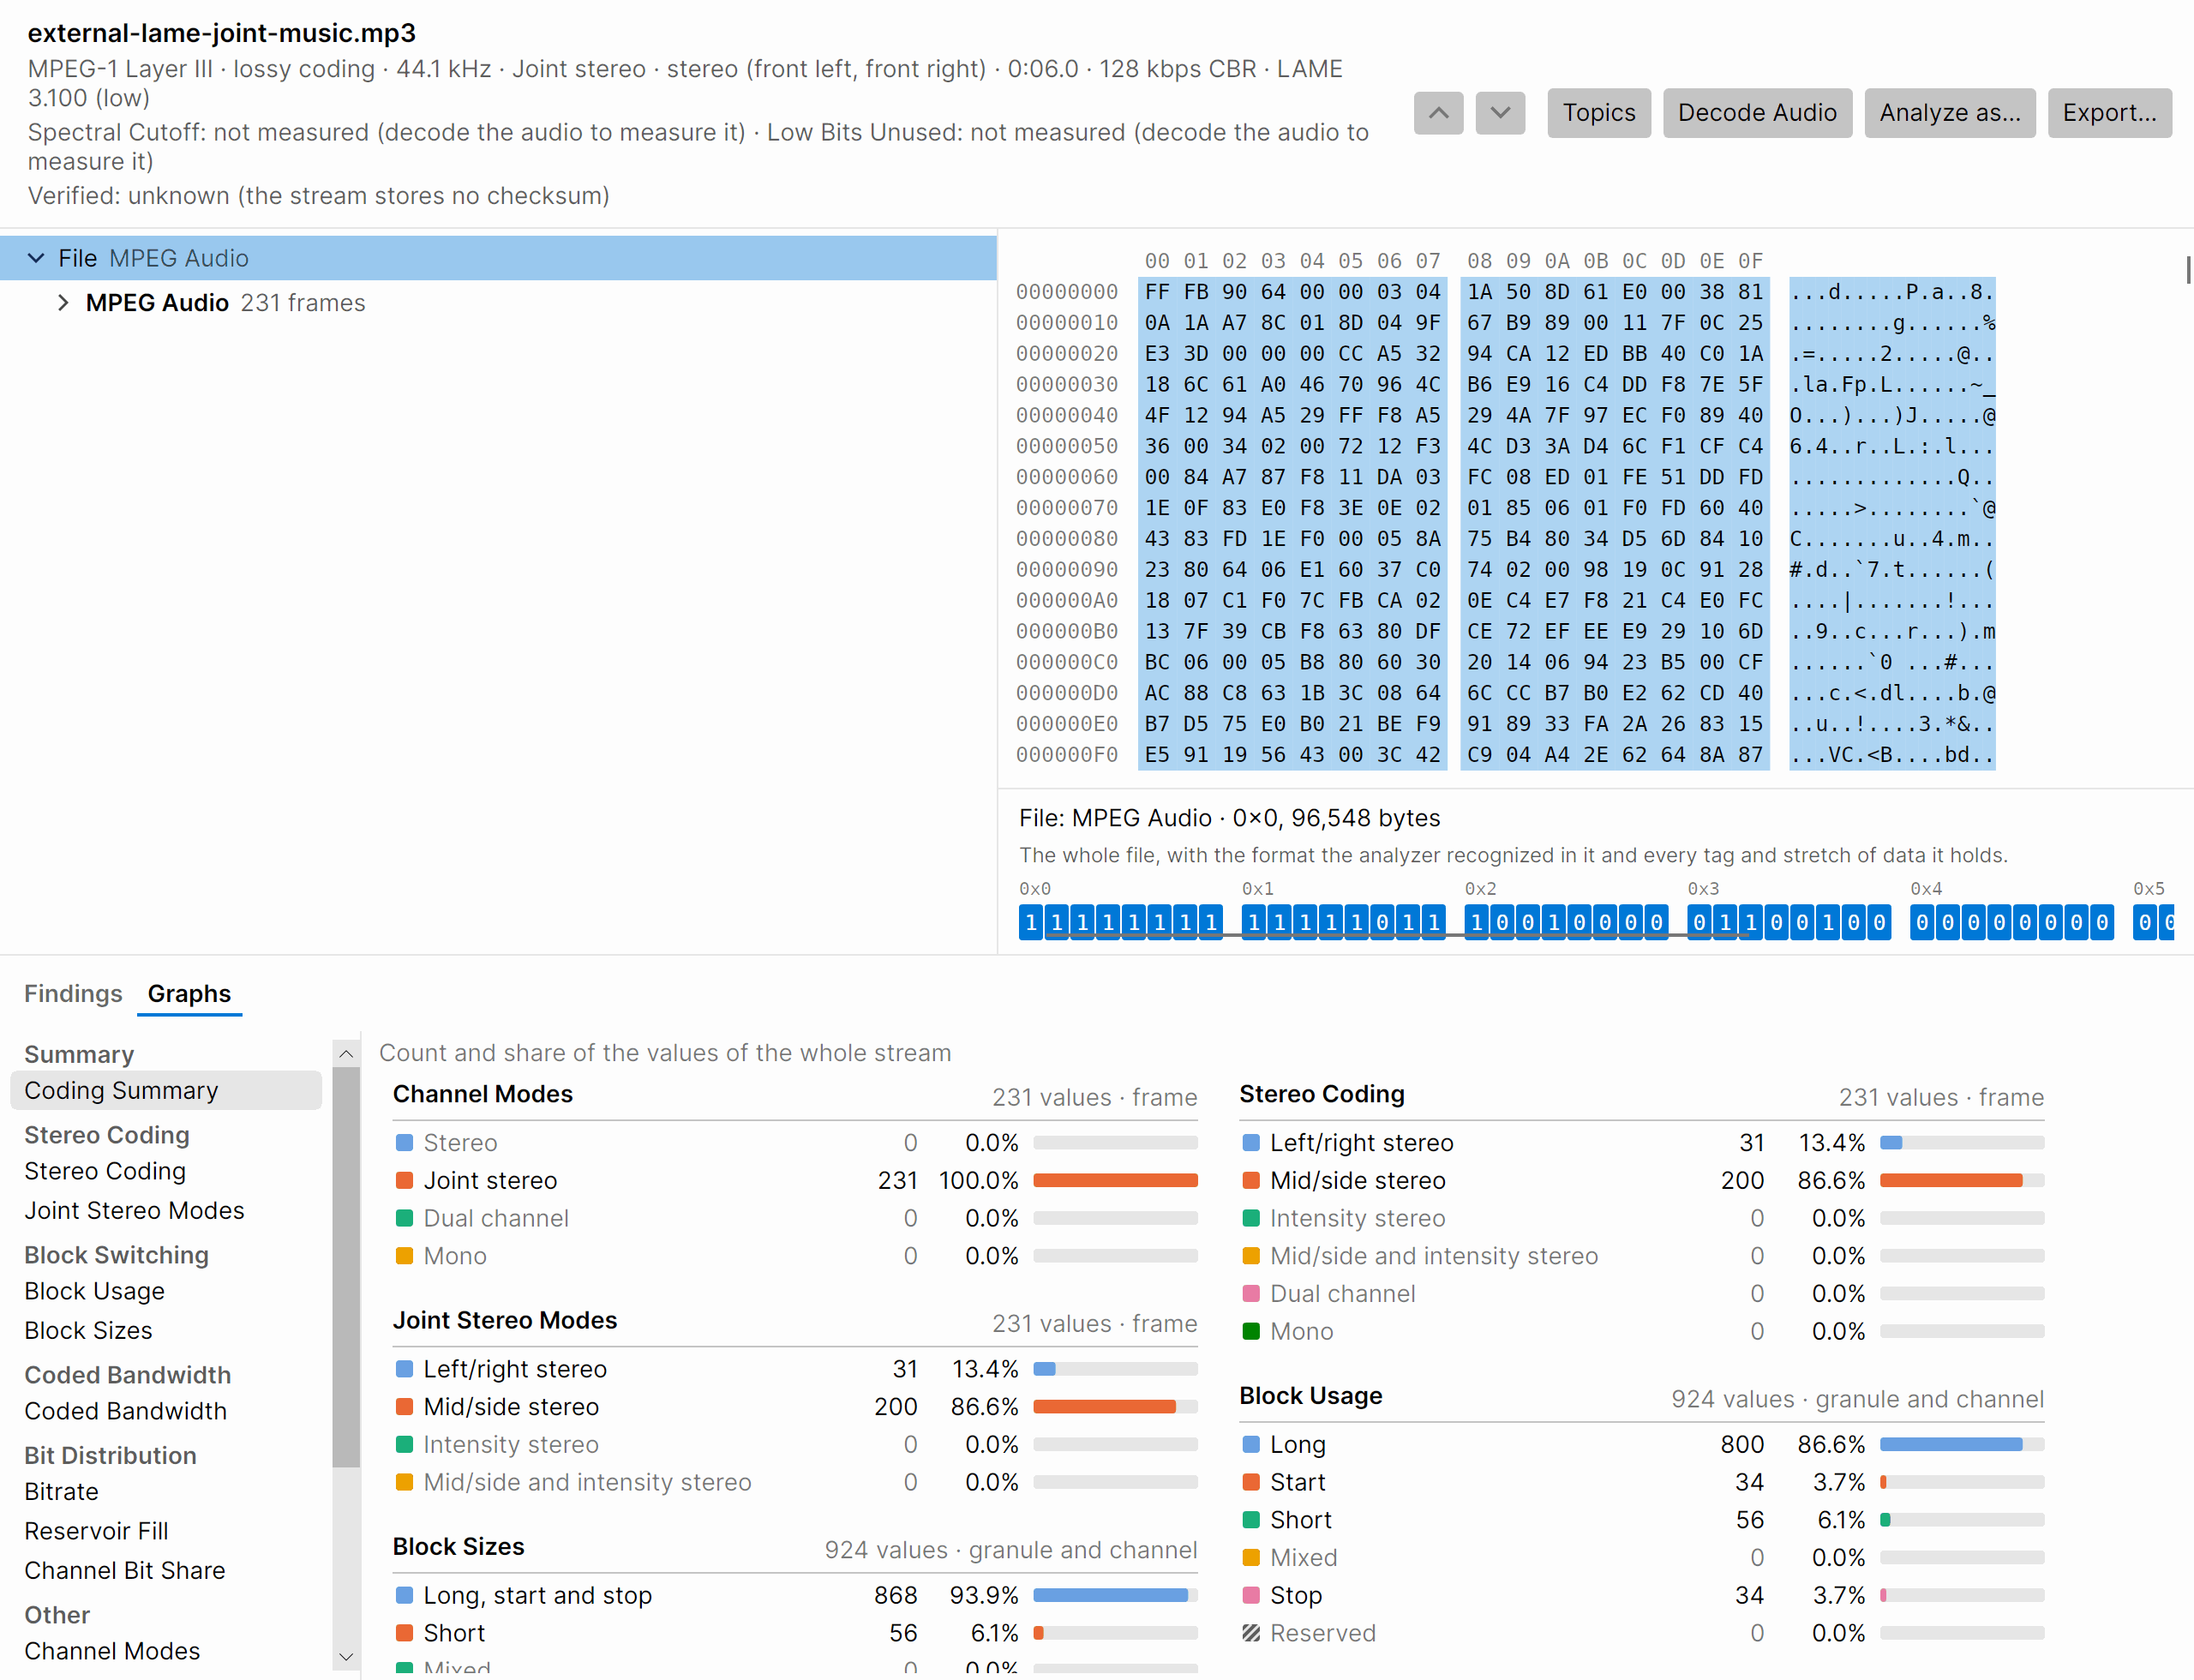 external-lame-joint-music.mp3
MPEG-1 Layer III · lossy coding · 44.1 kHz · Joint stereo · stereo (front left, front right) · 0:06.0 · 128 kbps CBR · LAME
3.100 (low)
Spectral Cutoff: not measured (decode the audio to measure it) · Low Bits Unused: not measured (decode the audio to
measure it)
Verified: unknown (the stream stores no checksum)
Topics
Decode Audio
Analyze as...
Export...
File MPEG Audio
MPEG Audio 231 frames
00 01 02 03 04 05 06 07 08 09 0A 0B 0C 0D 0E 0F
00000000 FF FB 90 64 00 00 03 04 1A 50 8D 61 E0 00 38 81 ...d.....P.a..8.
00000010 0A 1A A7 8C 01 8D 04 9F 67 B9 89 00 11 7F 0C 25 ........g......%
00000020 E3 3D 00 00 00 CC A5 32 94 CA 12 ED BB 40 C0 1A .=.....2.....@..
00000030 18 6C 61 A0 46 70 96 4C B6 E9 16 C4 DD F8 7E 5F .la.Fp.L......~_
00000040 4F 12 94 A5 29 FF F8 A5 29 4A 7F 97 EC F0 89 40 O...)...)J.....@
00000050 36 00 34 02 00 72 12 F3 4C D3 3A D4 6C F1 CF C4 6.4..r..L.:.l...
00000060 00 84 A7 87 F8 11 DA 03 FC 08 ED 01 FE 51 DD FD .............Q..
00000070 1E 0F 83 E0 F8 3E 0E 02 01 85 06 01 F0 FD 60 40 .....>........`@
00000080 43 83 FD 1E F0 00 05 8A 75 B4 80 34 D5 6D 84 10 C.......u..4.m..
00000090 23 80 64 06 E1 60 37 C0 74 02 00 98 19 0C 91 28 #.d..`7.t......(
000000A0 18 07 C1 F0 7C FB CA 02 0E C4 E7 F8 21 C4 E0 FC ....|.......!...
000000B0 13 7F 39 CB F8 63 80 DF CE 72 EF EE E9 29 10 6D ..9..c...r...).m
000000C0 BC 06 00 05 B8 80 60 30 20 14 06 94 23 B5 00 CF ......`0 ...#...
000000D0 AC 88 C8 63 1B 3C 08 64 6C CC B7 B0 E2 62 CD 40 ...c.<.dl....b.@
000000E0 B7 D5 75 E0 B0 21 BE F9 91 89 33 FA 2A 26 83 15 ..u..!....3.*&..
000000F0 E5 91 19 56 43 00 3C 42 C9 04 A4 2E 62 64 8A 87 ...VC.<B....bd..
File: MPEG Audio · 0×0, 96,548 bytes
The whole file, with the format the analyzer recognized in it and every tag and stretch of data it holds.
0x0 0x1 0x2 0x3 0x4 0x5
1 1 1 1 1 1 1 1 1 1 1 1 1 0 1 1 1 0 0 1 0 0 0 0 0 1 1 0 0 1 0 0 0 0 0 0 0 0 0 0 0 0
Findings
Graphs
Summary
Coding Summary
Stereo Coding
Stereo Coding
Joint Stereo Modes
Block Switching
Block Usage
Block Sizes
Coded Bandwidth
Coded Bandwidth
Bit Distribution
Bitrate
Reservoir Fill
Channel Bit Share
Other
Channel Modes
Count and share of the values of the whole stream
Channel Modes 231 values · frame
Stereo 0 0.0%
Joint stereo 231 100.0%
Dual channel 0 0.0%
Mono 0 0.0%
Joint Stereo Modes 231 values · frame
Left/right stereo 31 13.4%
Mid/side stereo 200 86.6%
Intensity stereo 0 0.0%
Mid/side and intensity stereo 0 0.0%
Block Sizes 924 values · granule and channel
Long, start and stop 868 93.9%
Short 56 6.1%
Mixed 0 0.0%
Stereo Coding 231 values · frame
Left/right stereo 31 13.4%
Mid/side stereo 200 86.6%
Intensity stereo 0 0.0%
Mid/side and intensity stereo 0 0.0%
Dual channel 0 0.0%
Mono 0 0.0%
Block Usage 924 values · granule and channel
Long 800 86.6%
Start 34 3.7%
Short 56 6.1%
Mixed 0 0.0%
Stop 34 3.7%
Reserved 0 0.0%